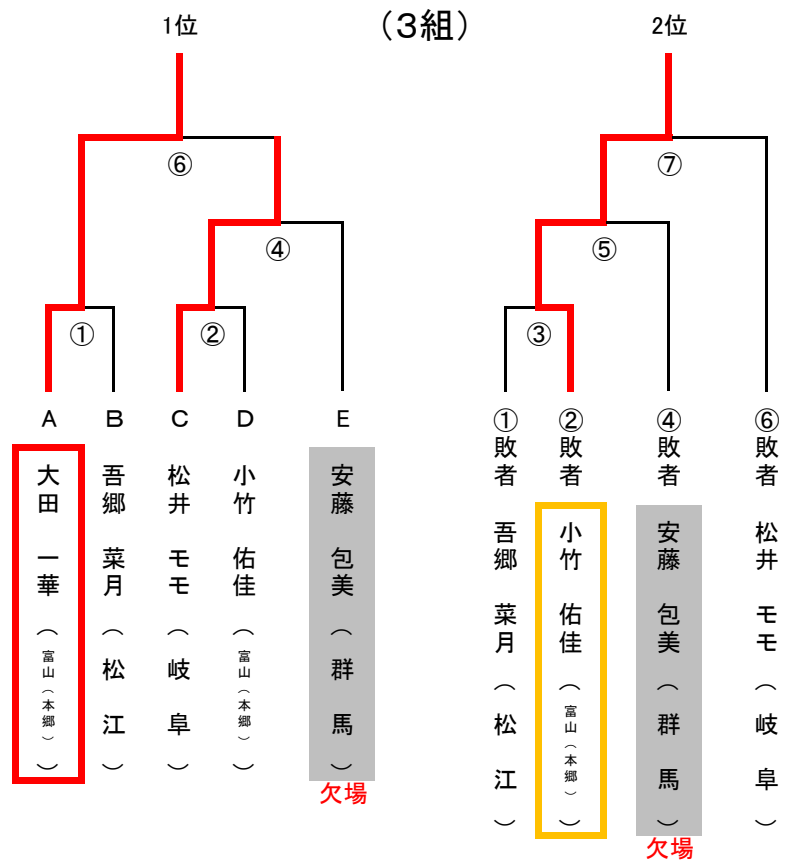 （３組）
1位
2位
⑥
⑦
④
⑤
①
②
③
A
B
C
D
E
大田 一華（富山（本郷））
吾郷 菜月（松江）
松井 モモ（岐阜）
小竹 佑佳（富山（本郷））
安藤 包美（群馬）
欠場
①敗者 吾郷 菜月（松江）
②敗者 小竹 佑佳（富山（本郷））
④敗者 安藤 包美（群馬）
欠場
⑥敗者 松井 モモ（岐阜）